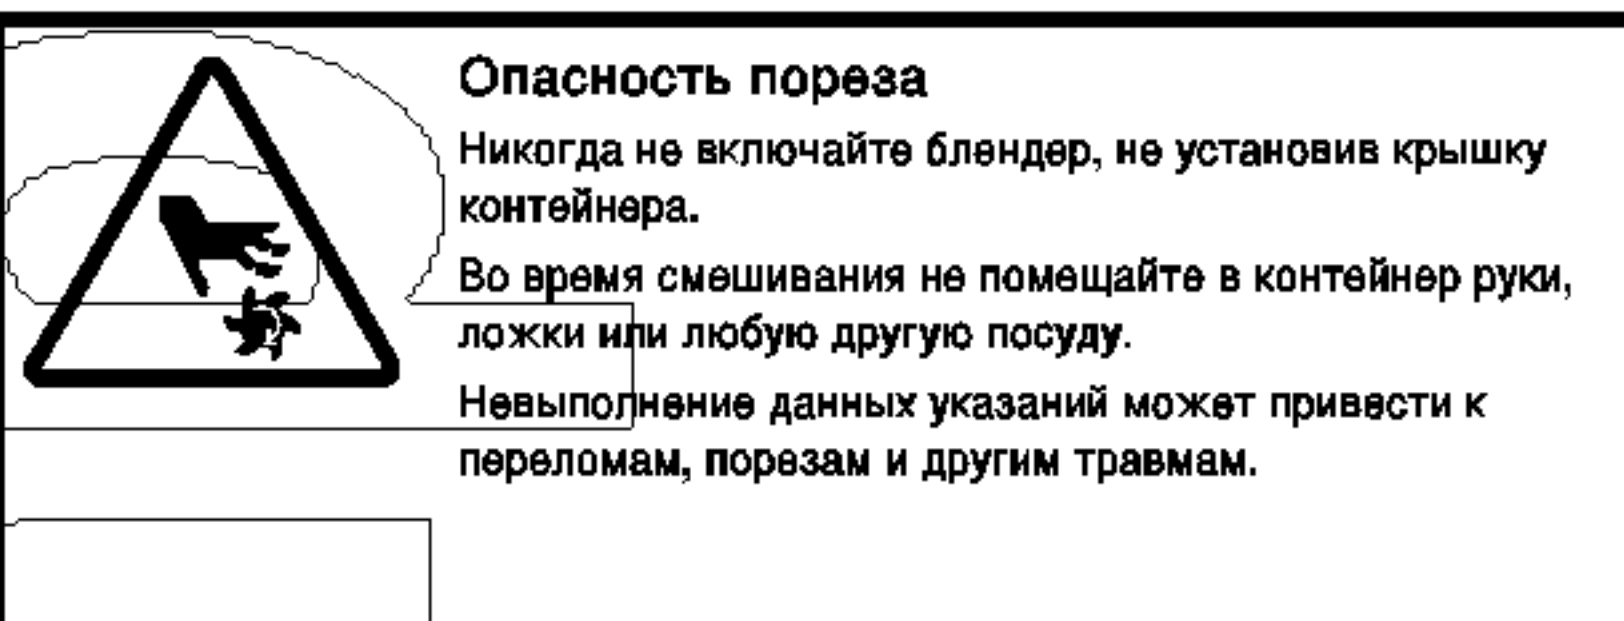 Опасность пореза
Никогда не включайте блендер, не установив крышку
контейнера.
Во время смешивания не помещайте в контейнер руки,
ложки или любую другую посуду.
Невыполнение данных указаний может привести к
переломам, порезам и другим травмам.